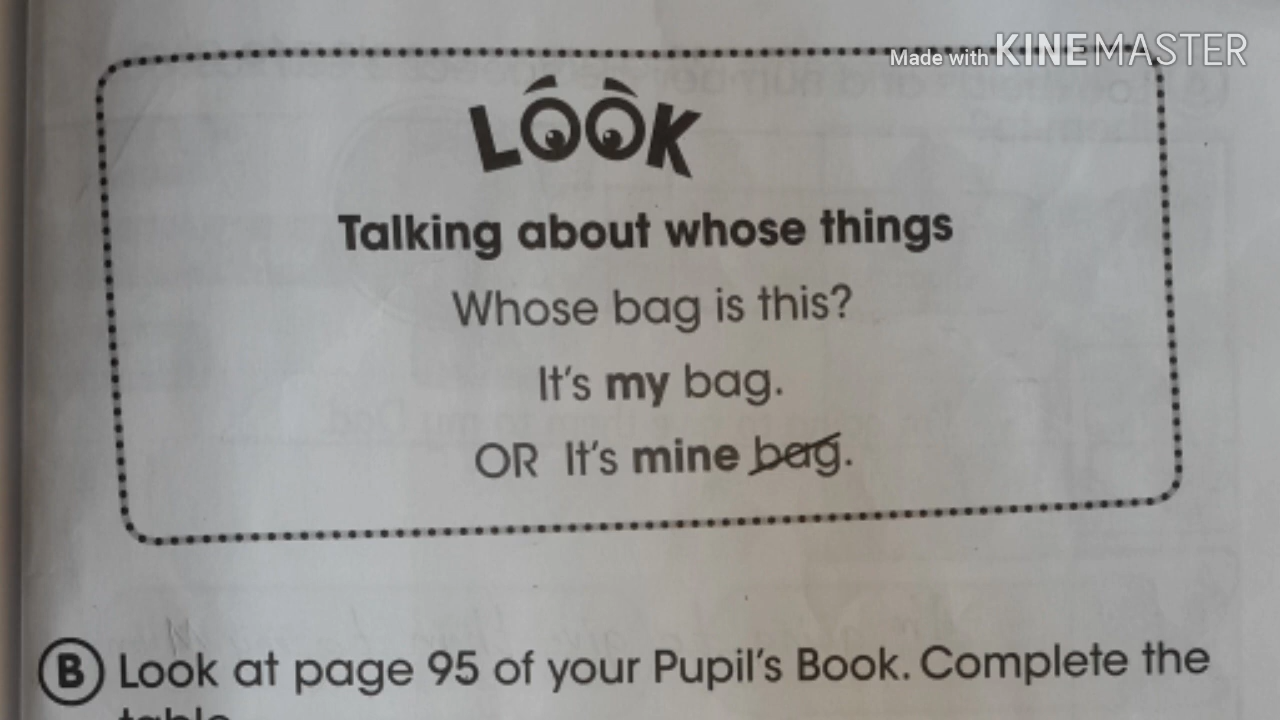 Made with KINEMASTER
LOOK
Talking about whose things
Whose bag is this?
It's my bag.
OR It's mine bag.
B Look at page 95 of your Pupil's Book. Complete the
table